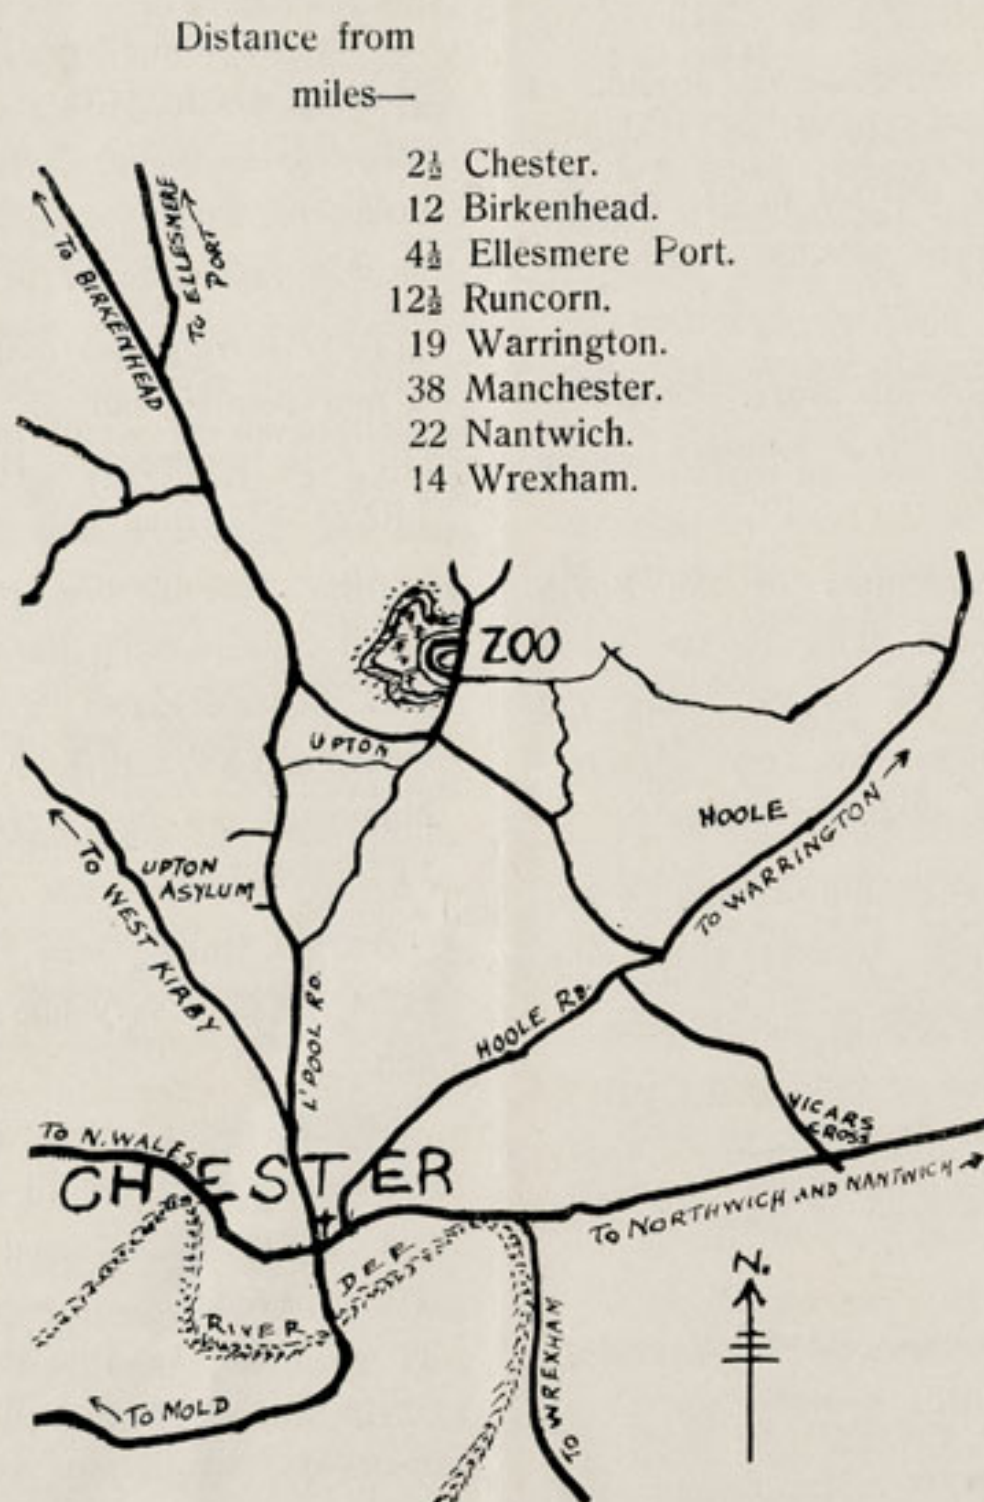 Distance from
miles—
2½ Chester.
12 Birkenhead.
4½ Ellesmere Port.
12½ Runcorn.
19 Warrington.
38 Manchester.
22 Nantwich.
14 Wrexham.
TO BIRKENHEAD
TO ELLESMERE
PORT
ZOO
UPTON
HOOLE
TO WARRINGTON
UPTON
ASYLUM
TO WEST KIRBY
L'POOL RD.
HOOLE RD.
VICARS
CROSS
TO N. WALES
CHESTER
TO NORTHWICH AND NANTWICH
RIVER
DEE
N.
TO WREXHAM
TO MOLD